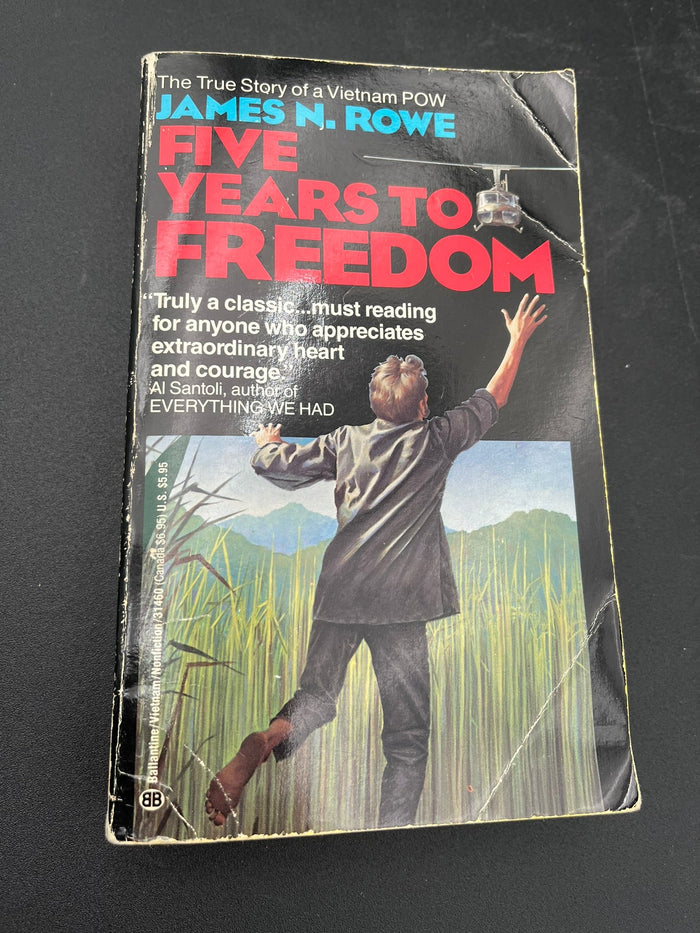 The True Story of a Vietnam POW
JAMES N. ROWE
FIVE
YEARS TO
FREEDOM
“Truly a classic...must reading
for anyone who appreciates
extraordinary heart
and courage.”
Al Santoli, author of
EVERYTHING WE HAD
Ballantine/Vietnam/Nonfiction/31460 (Canada $6.95) U.S. $5.95
BB